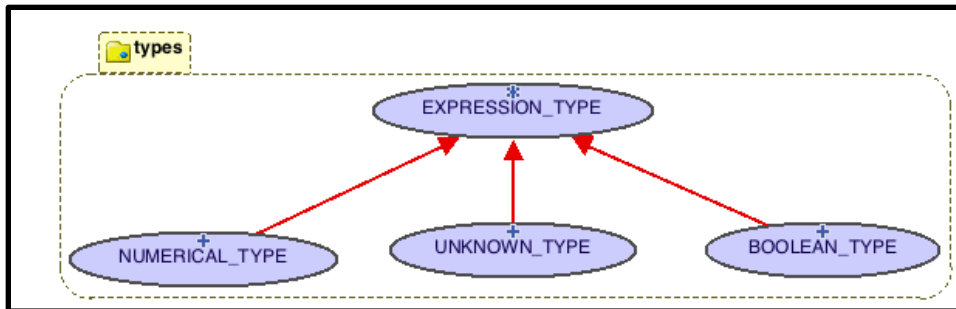 types
*
EXPRESSION_TYPE
+
NUMERICAL_TYPE
+
UNKNOWN_TYPE
+
BOOLEAN_TYPE